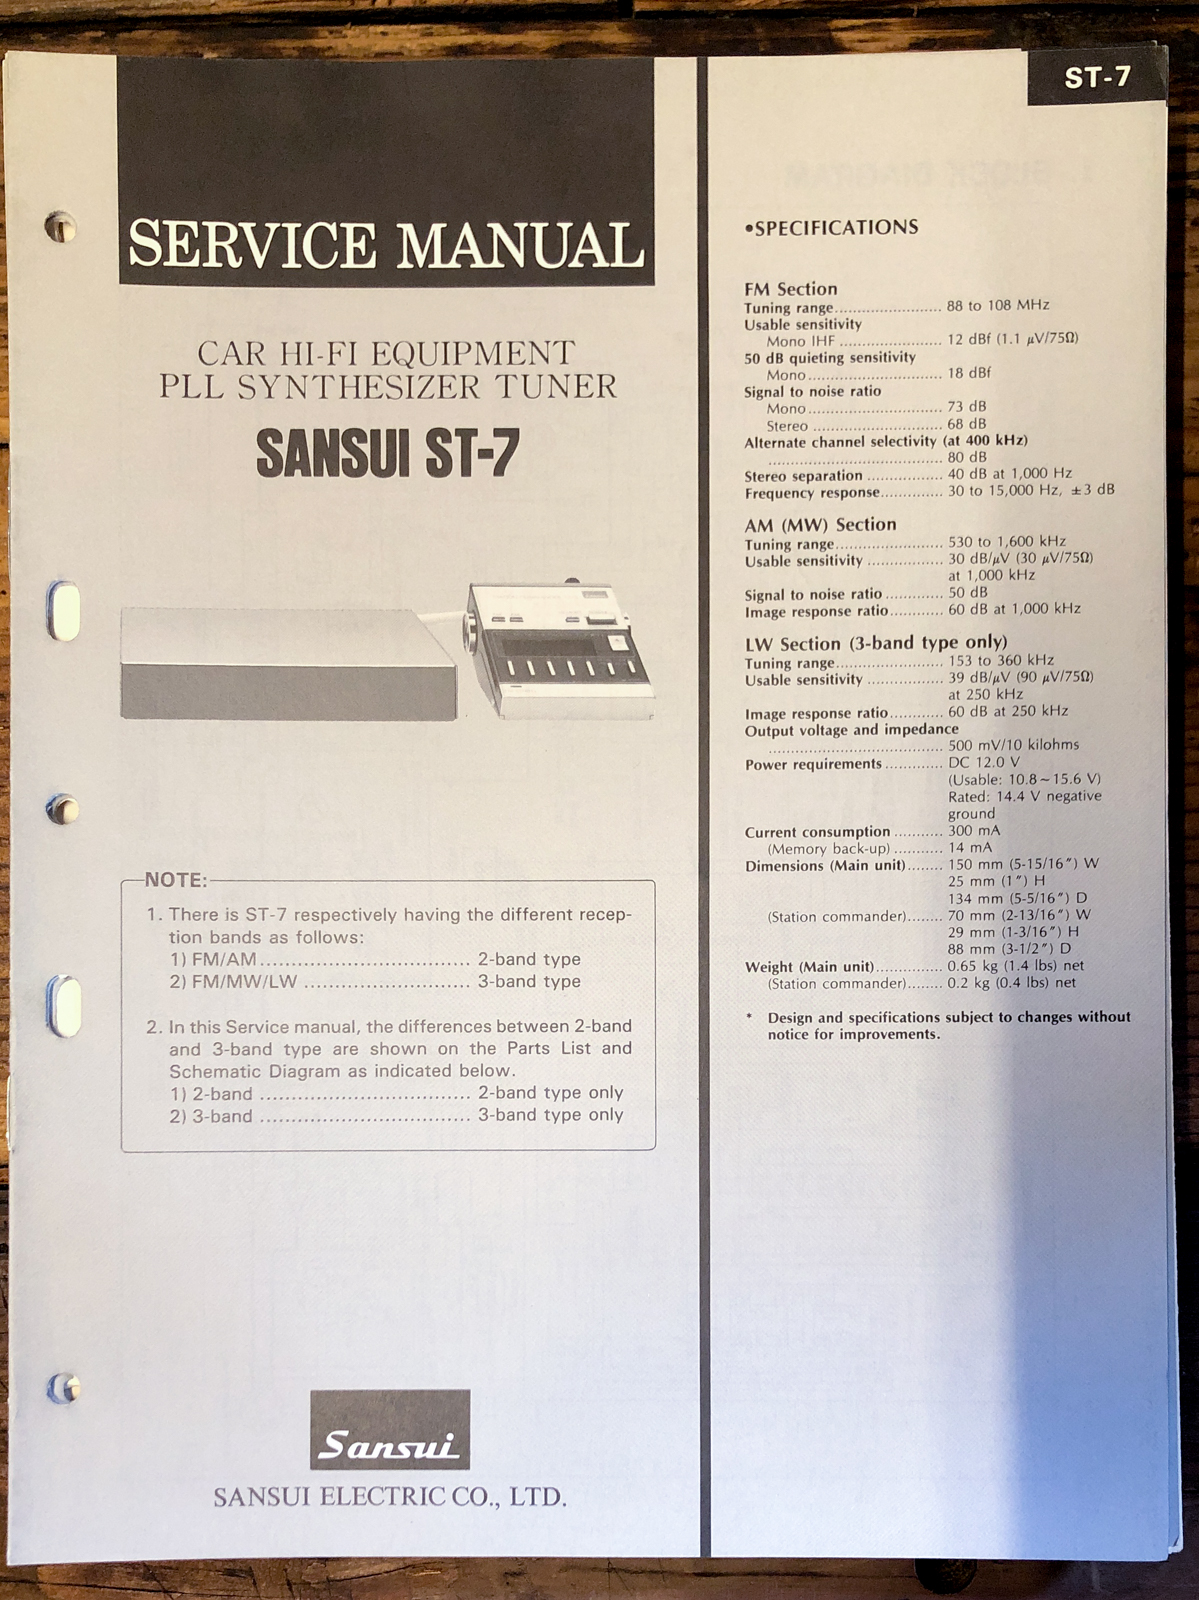 ST-7
SERVICE MANUAL
CAR HI-FI EQUIPMENT
PLL SYNTHESIZER TUNER
SANSUI ST-7
NOTE:
1. There is ST-7 respectively having the different recep-
tion bands as follows:
1) FM/AM................................. 2-band type
2) FM/MW/LW .......................... 3-band type
2. In this Service manual, the differences between 2-band
and 3-band type are shown on the Parts List and
Schematic Diagram as indicated below.
1) 2-band ................................. 2-band type only
2) 3-band ................................. 3-band type only
Sansui
SANSUI ELECTRIC CO., LTD.
•SPECIFICATIONS
FM Section
Tuning range.......................... 88 to 108 MHz
Usable sensitivity
Mono IHF ......................... 12 dBf (1.1 μV/75Ω)
50 dB quieting sensitivity
Mono................................ 18 dBf
Signal to noise ratio
Mono................................ 73 dB
Stereo ............................... 68 dB
Alternate channel selectivity (at 400 kHz)
.......................................... 80 dB
Stereo separation .................. 40 dB at 1,000 Hz
Frequency response............... 30 to 15,000 Hz, ±3 dB
AM (MW) Section
Tuning range.......................... 530 to 1,600 kHz
Usable sensitivity .................. 30 dB/μV (30 μV/75Ω)
at 1,000 kHz
Signal to noise ratio .............. 50 dB
Image response ratio............. 60 dB at 1,000 kHz
LW Section (3-band type only)
Tuning range.......................... 153 to 360 kHz
Usable sensitivity .................. 39 dB/μV (90 μV/75Ω)
at 250 kHz
Image response ratio............. 60 dB at 250 kHz
Output voltage and impedance
.......................................... 500 mV/10 kilohms
Power requirements .............. DC 12.0 V
(Usable: 10.8~15.6 V)
Rated: 14.4 V negative
ground
Current consumption ............ 300 mA
(Memory back-up) ............ 14 mA
Dimensions (Main unit)........ 150 mm (5-15/16″) W
25 mm (1″) H
134 mm (5-5/16″) D
(Station commander)........ 70 mm (2-13/16″) W
29 mm (1-3/16″) H
88 mm (3-1/2″) D
Weight (Main unit)................ 0.65 kg (1.4 lbs) net
(Station commander)........ 0.2 kg (0.4 lbs) net
* Design and specifications subject to changes without
notice for improvements.